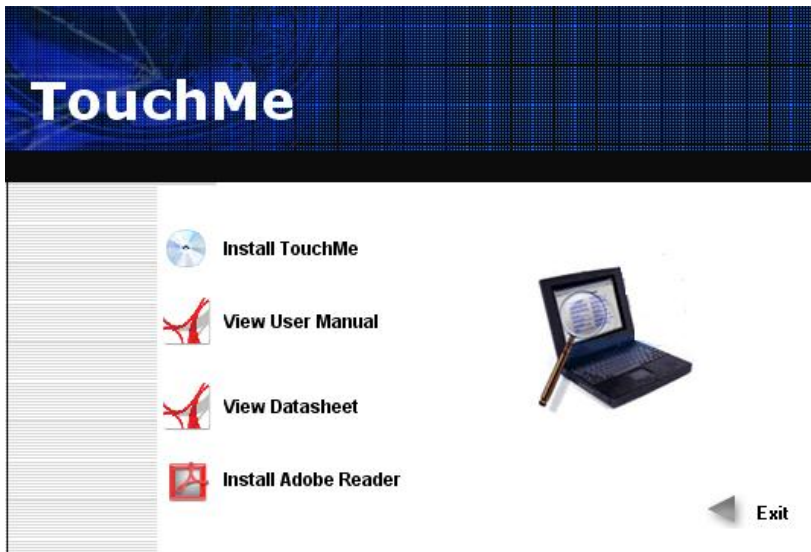 TouchMe
Install TouchMe
View User Manual
View Datasheet
Install Adobe Reader
Exit